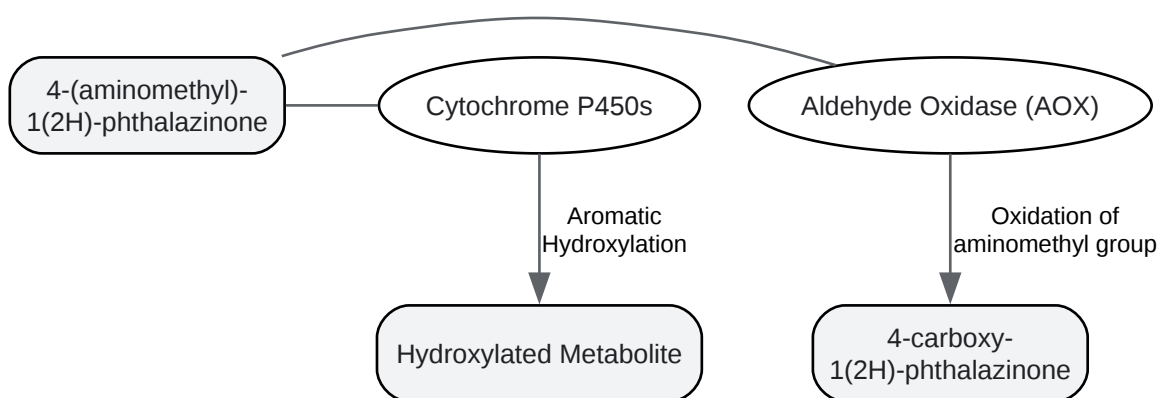 4-(aminomethyl)-
1(2H)-phthalazinone
Cytochrome P450s
Aldehyde Oxidase (AOX)
Aromatic
Hydroxylation
Oxidation of
aminomethyl group
Hydroxylated Metabolite
4-carboxy-
1(2H)-phthalazinone